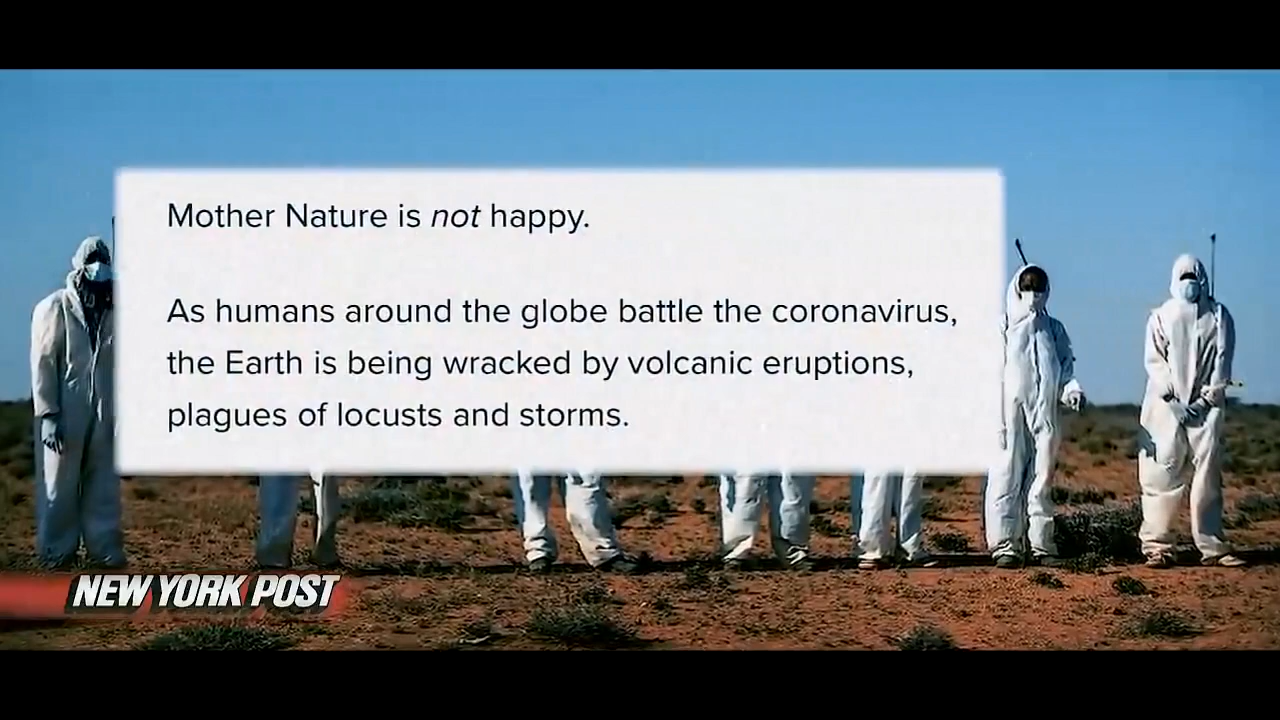 Mother Nature is not happy.
As humans around the globe battle the coronavirus,
the Earth is being wracked by volcanic eruptions,
plagues of locusts and storms.
NEW YORK POST